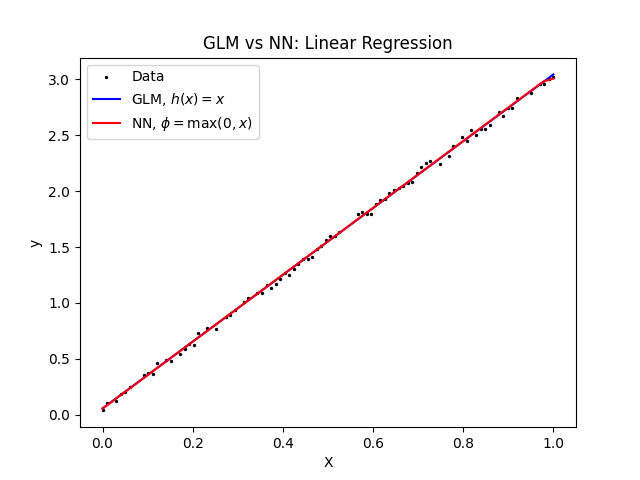 GLM vs NN: Linear Regression
Data
GLM, h(x) = x
NN, ϕ = max(0, x)
3.0
2.5
2.0
1.5
1.0
0.5
0.0
y
0.0 0.2 0.4 0.6 0.8 1.0
X